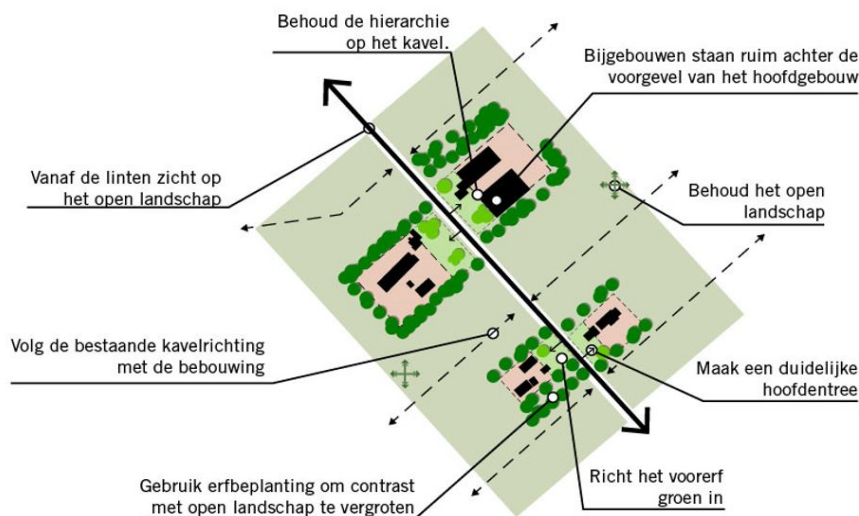 Behoud de hierarchie
op het kavel.
Bijgebouwen staan ruim achter de
voorgevel van het hoofdgebouw
Vanaf de linten zicht op
het open landschap
Behoud het open
landschap
Volg de bestaande kavelrichting
met de bebouwing
Maak een duidelijke
hoofdentree
Gebruik erfbeplanting om contrast
met open landschap te vergroten
Richt het voorerf
groen in